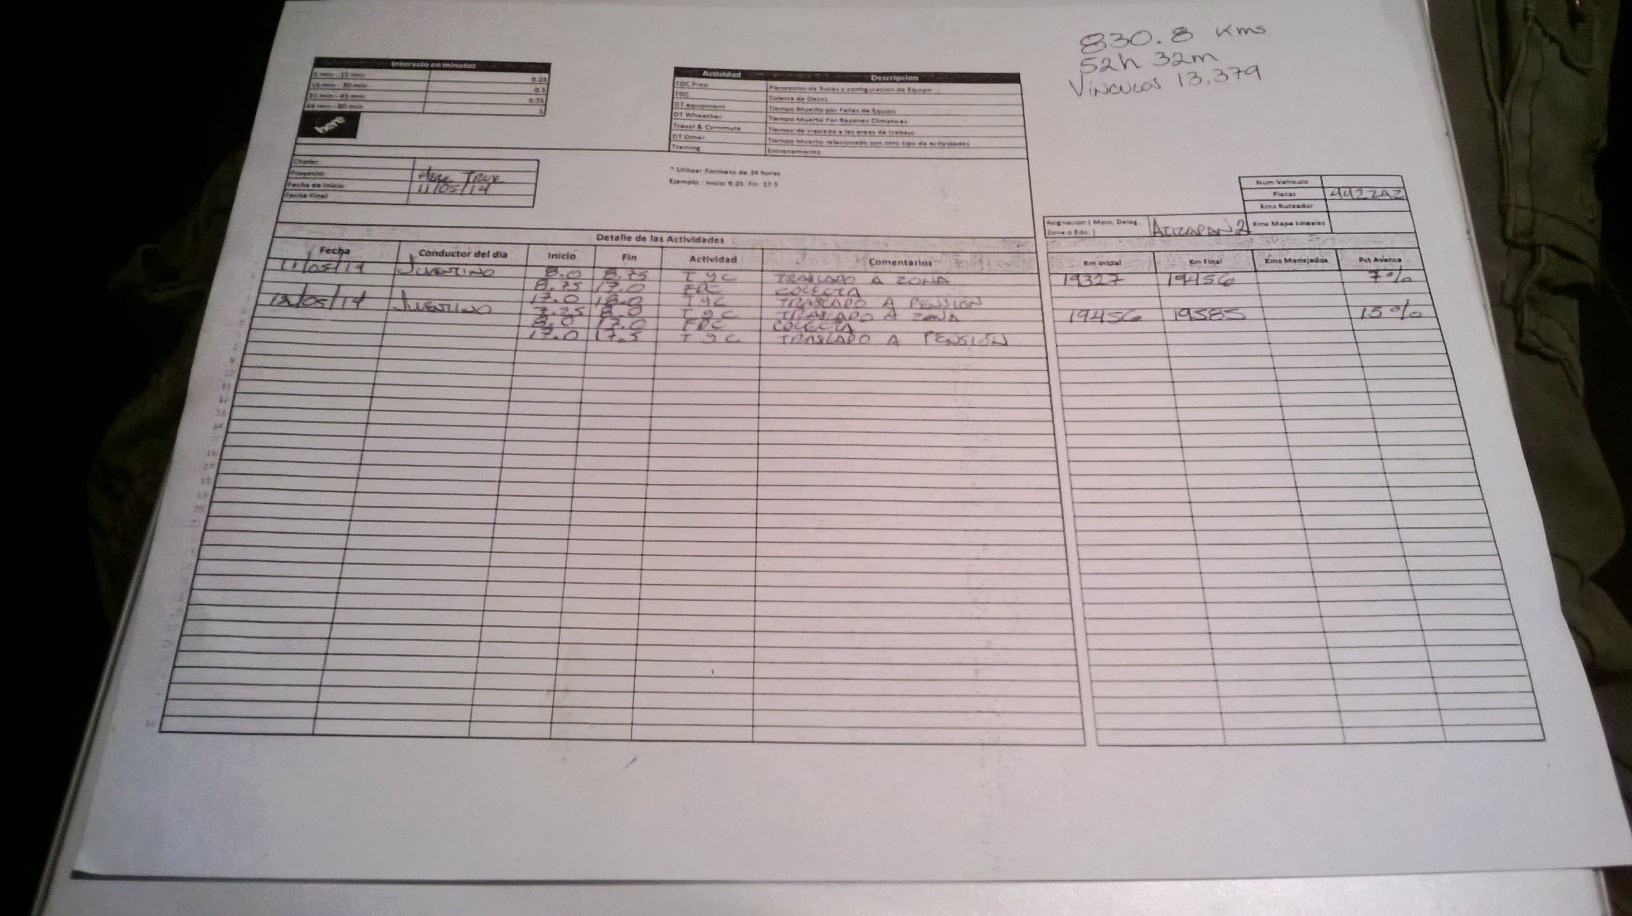 830.8 Kms
52h 32m
VINCULOS 13,379
Intervalo en minutos
1 min - 15 min 0.25
16 min - 30 min 0.5
31 min - 45 min 0.75
46 min - 60 min 1
here
Actividad Descripcion
FDC Prep Planeacion de Rutas y configuracion de Equipo
FDC Colecta de Datos
DT equipment Tiempo Muerto por Fallas de Equipo
DT Wheather Tiempo Muerto Por Razones Climaticas
Travel & Commute Tiempo de traslado a las areas de trabajo
DT Other Tiempo Muerto relacionado con otro tipo de actividades
Training Entrenamiento
Chofer:
Proyecto: HERE TRUE
Fecha de Inicio: 11/05/14
Fecha Final:
* Utilizar Formato de 24 horas
Ejemplo : Inicio: 9.25 Fin 17.5
Num Vehiculo
Placas 442ZAZ
Kms Ruteador
Asignacion ( Muni, Deleg, Zona o Edo. ) ATIZAPAN 2 Kms Mapa Lineales
Detalle de las Actividades
Fecha Conductor del dia Inicio Fin Actividad Comentarios Km Inicial Km Final Kms Manejados Pct Avance
11/05/14 JUVENTINO 8.0 8.75 T y C TRASLADO A ZONA 19327 19456 7%
8.75 17.0 FDC COLECTA
17.0 18.0 T y C TRASLADO A PENSION
12/05/14 JUVENTINO 7.25 8.0 T y C TRASLADO A ZONA 19456 19585 15%
8.0 17.0 FDC COLECTA
17.0 17.5 T y C. TRASLADO A PENSION